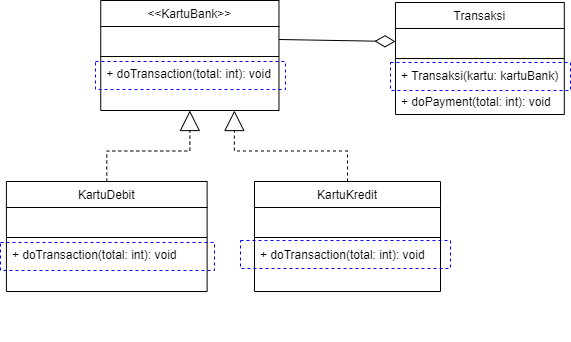 <<KartuBank>>
+ doTransaction(total: int): void
Transaksi
+ Transaksi(kartu: kartuBank)
+ doPayment(total: int): void
KartuDebit
+ doTransaction(total: int): void
KartuKredit
+ doTransaction(total: int): void